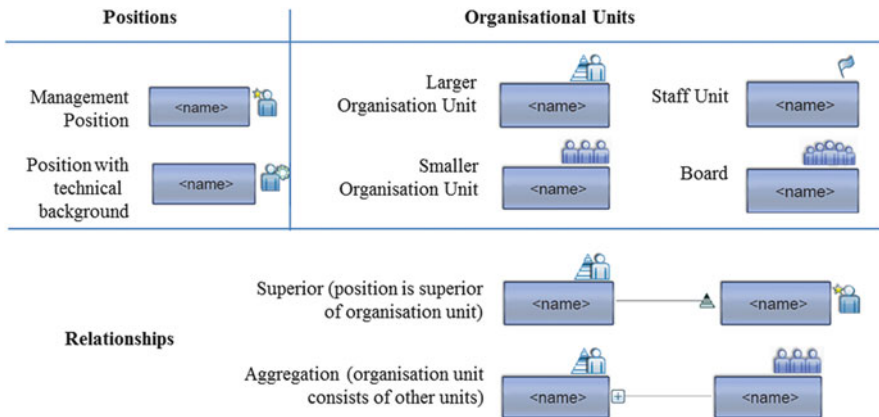 Positions
Organisational Units
Management
Position
<name>
Position with
technical
background
<name>
Larger
Organisation Unit
<name>
Staff Unit
<name>
Smaller
Organisation Unit
<name>
Board
<name>
Relationships
Superior (position is superior
of organisation unit)
<name>
<name>
Aggregation (organisation unit
consists of other units)
<name>
<name>